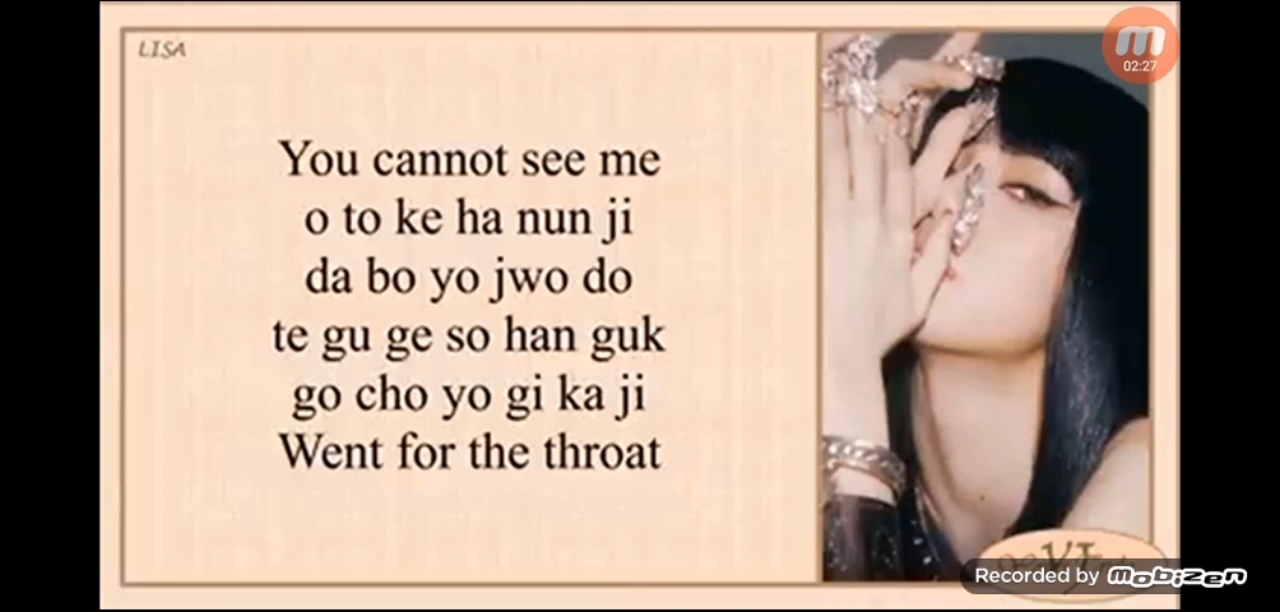 LISA
02:27
You cannot see me
o to ke ha nun ji
da bo yo jwo do
te gu ge so han guk
go cho yo gi ka ji
Went for the throat
Recorded by Mobizen